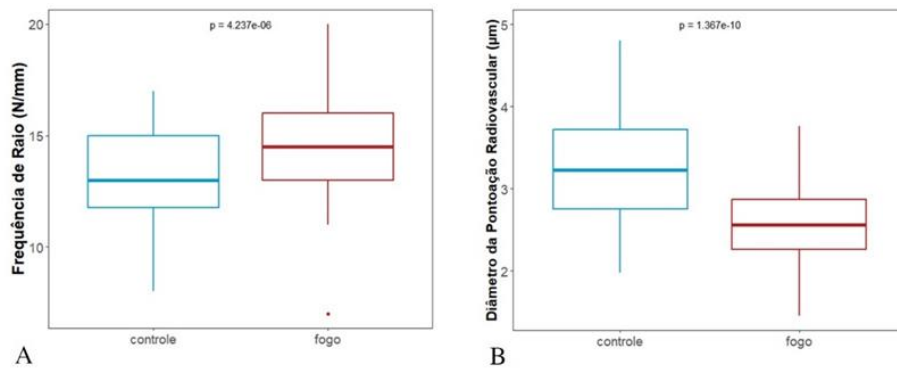 Frequência de Raio (N/mm)
20
15
10
p = 4.237e-06
controle
fogo
A
Diâmetro da Pontoação Radiovascular (µm)
5
4
3
2
p = 1.367e-10
controle
fogo
B